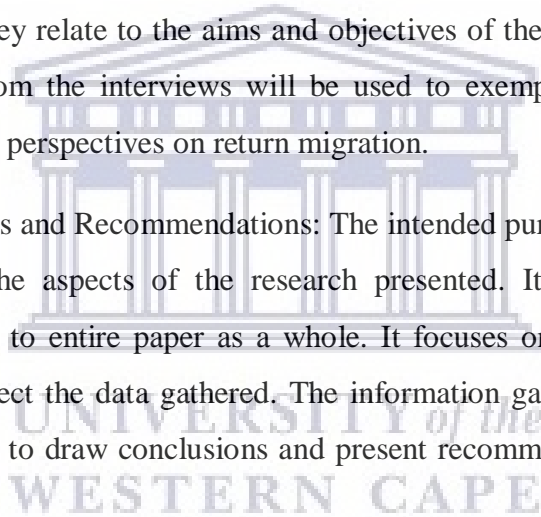 ey relate to the aims and objectives of the
om the interviews will be used to exemp
perspectives on return migration.
s and Recommendations: The intended pur
he aspects of the research presented. It
to entire paper as a whole. It focuses or
ect the data gathered. The information ga
UNIVERSITY of the
to draw conclusions and present recomm
WESTERN CAPE